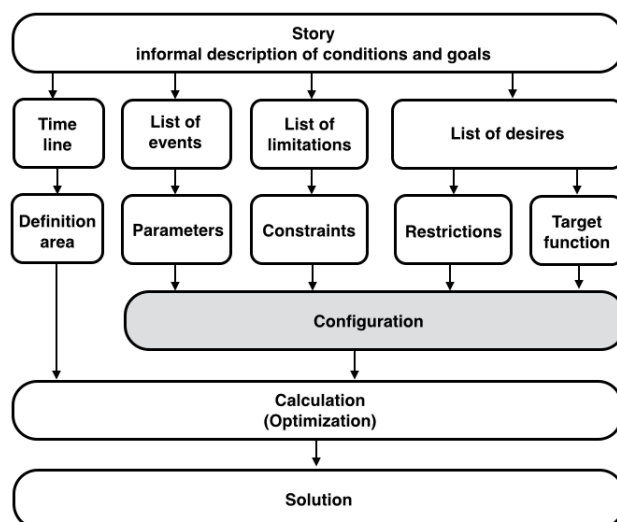 Story
informal description of conditions and goals
Time
line
List of
events
List of
limitations
List of desires
Definition
area
Parameters
Constraints
Restrictions
Target
function
Configuration
Calculation
(Optimization)
Solution